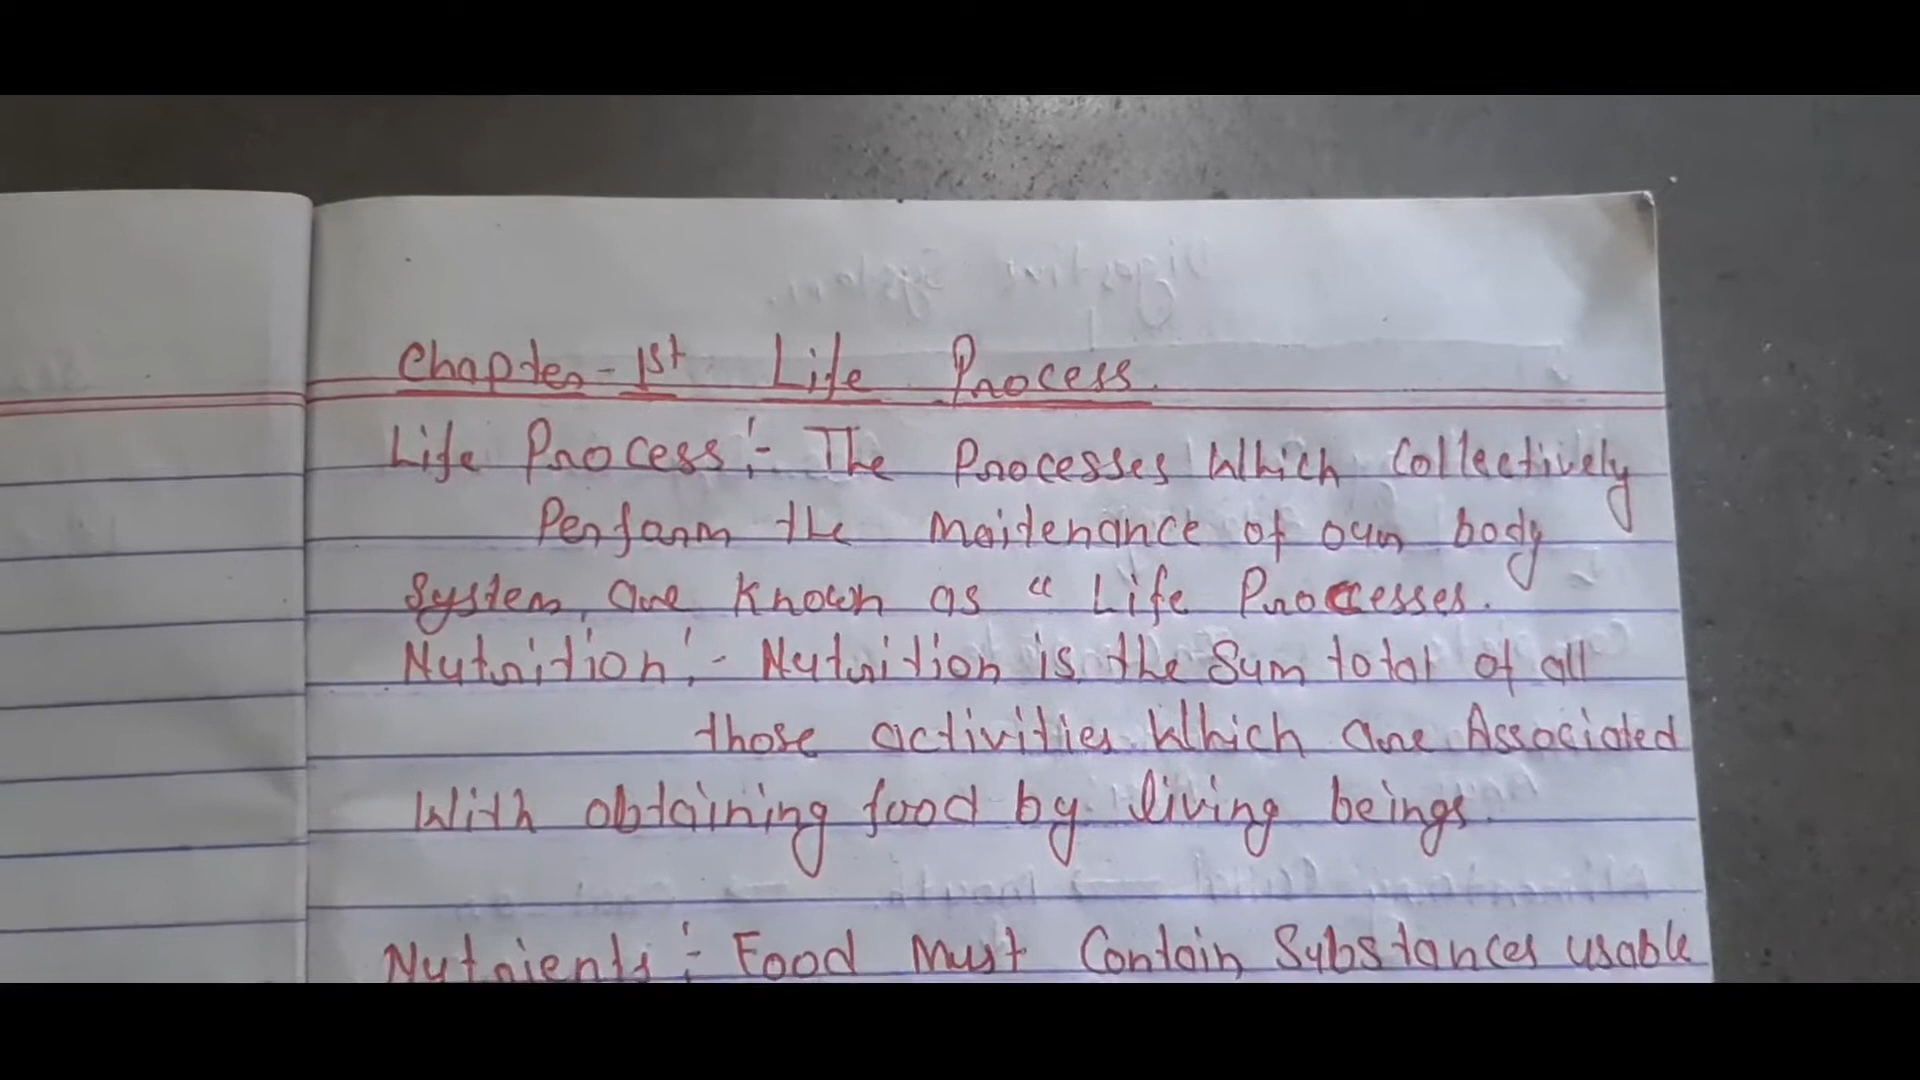 Chapter - 1st Life Process
Life Process :- The Processes Which Collectively
Perform the maitenance of our body
System, are known as " Life Processes.
Nutrition :- Nutrition is the Sum total of all
those activities Which are Associated
With obtaining food by living beings
Nutrients :- Food Must Contain Substances usable